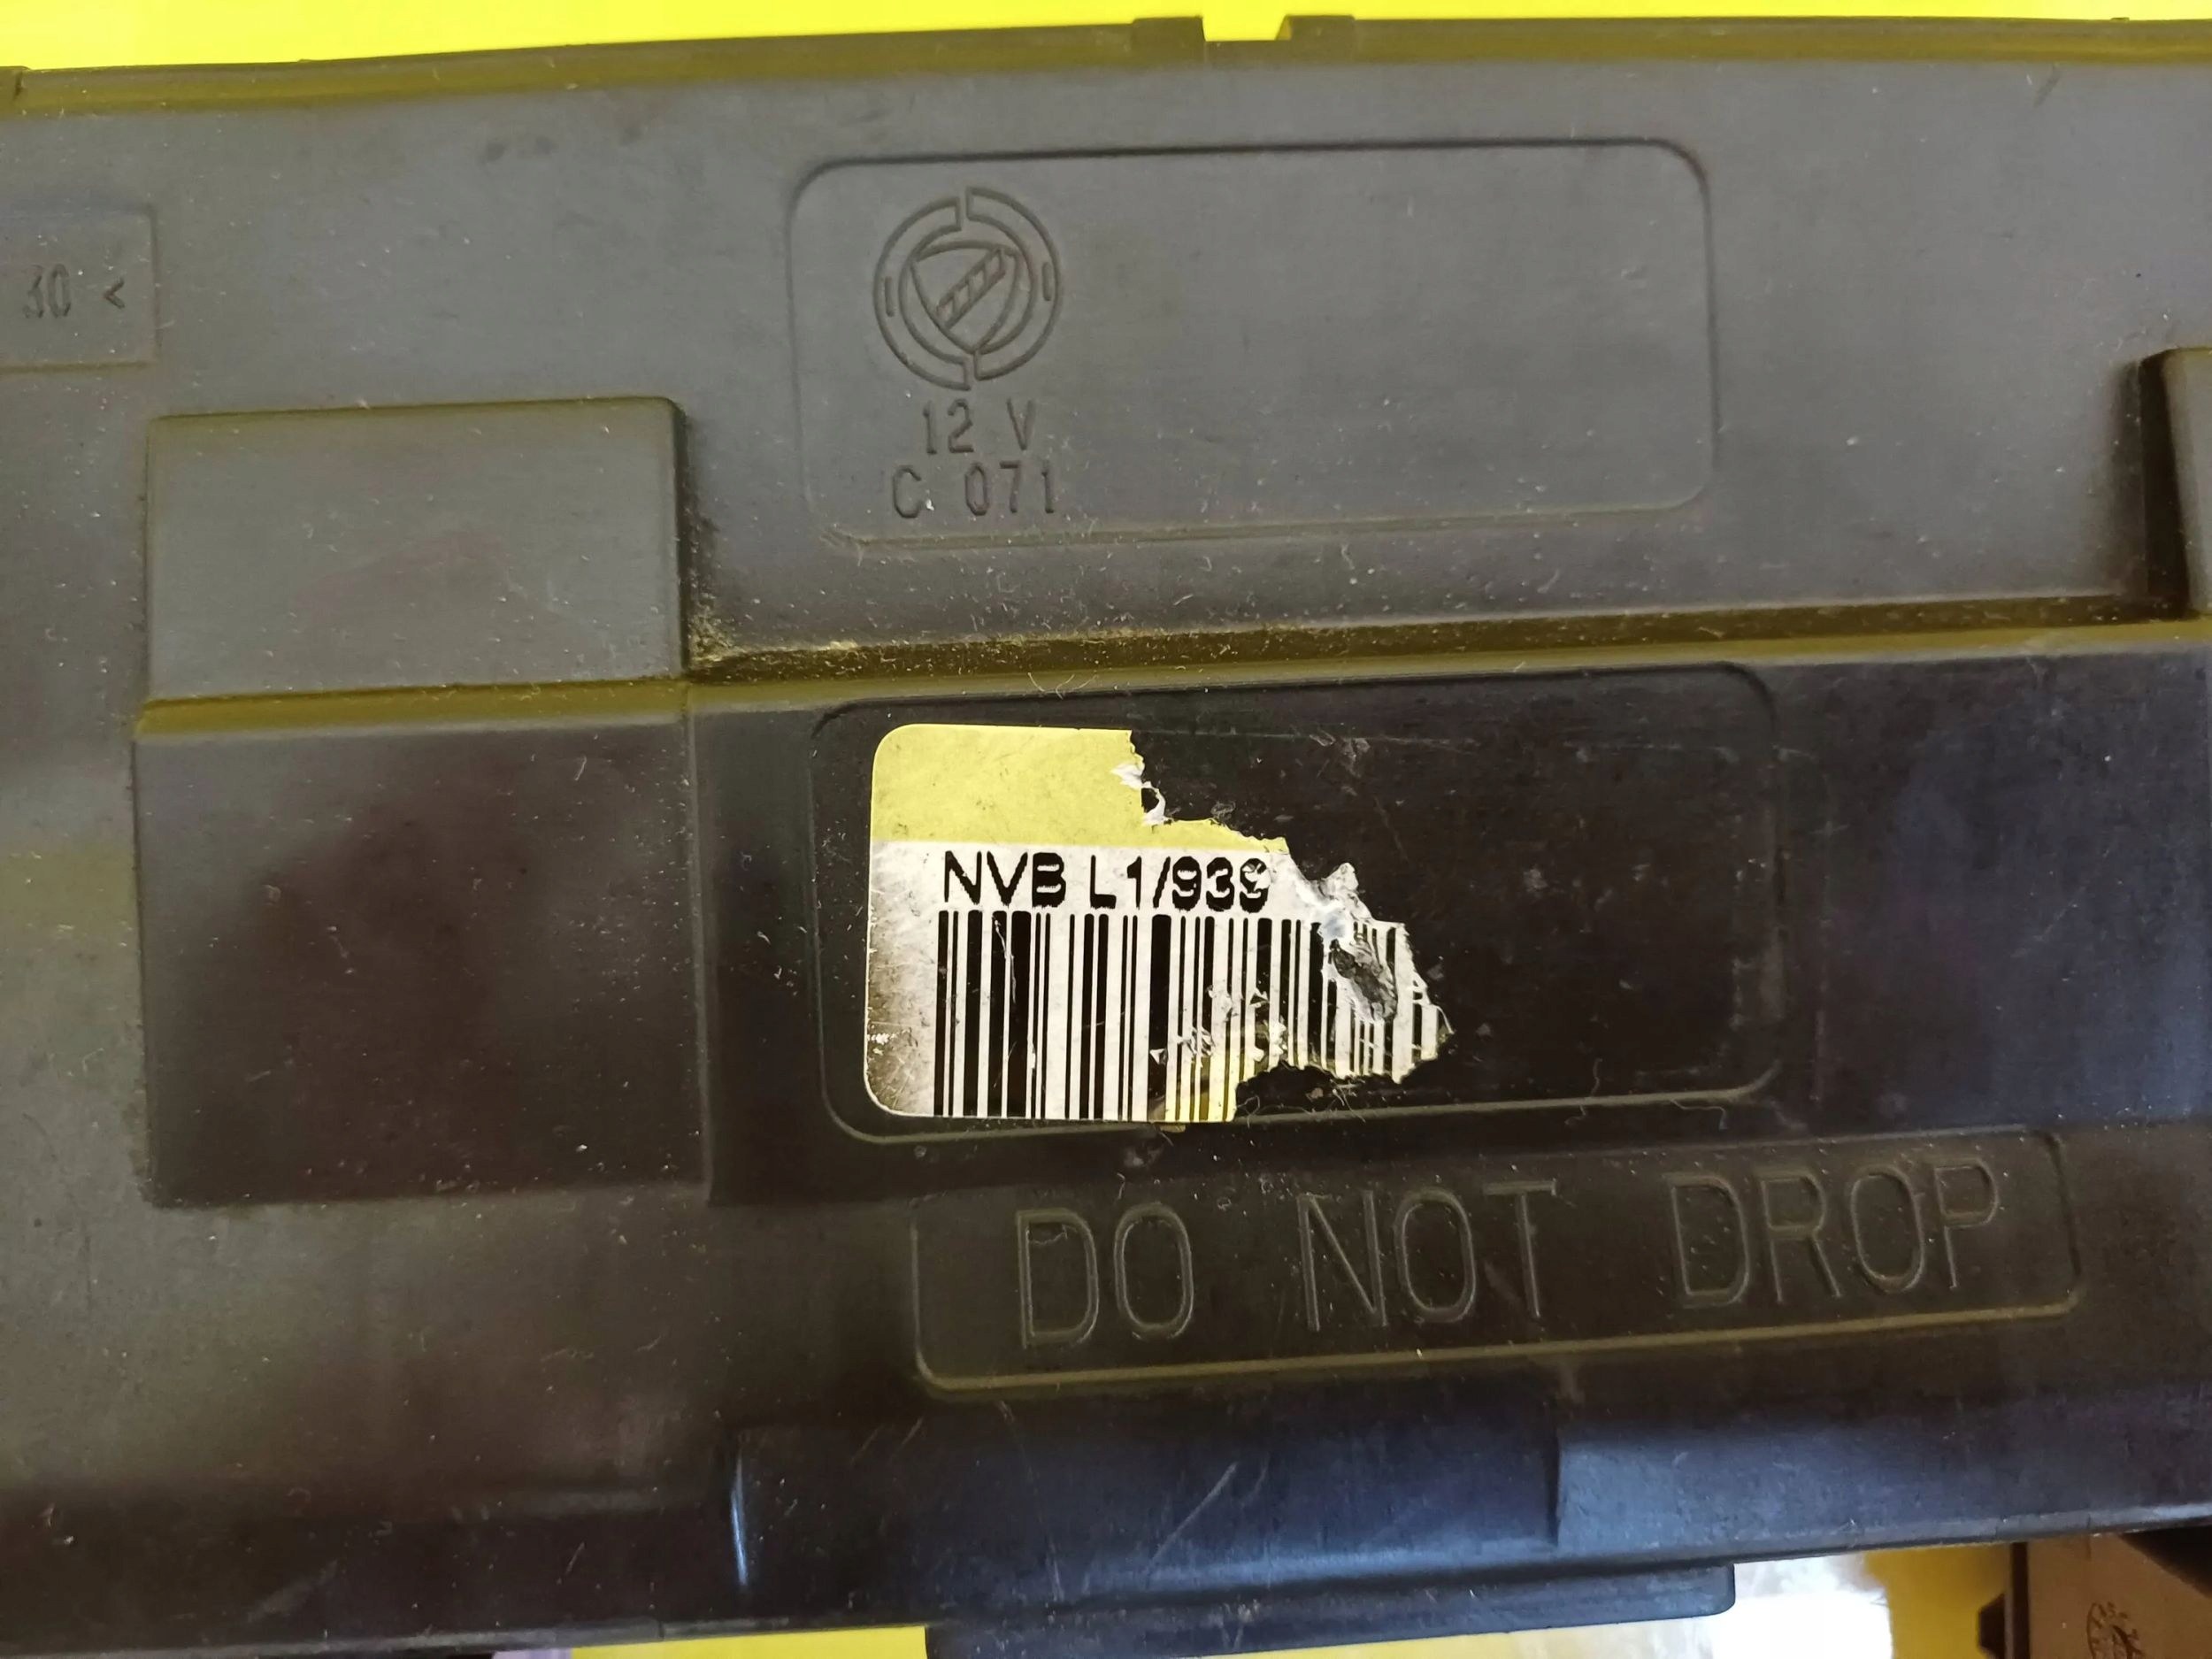 30 <
12 V
C 071
NVB L1/939
DO NOT DROP